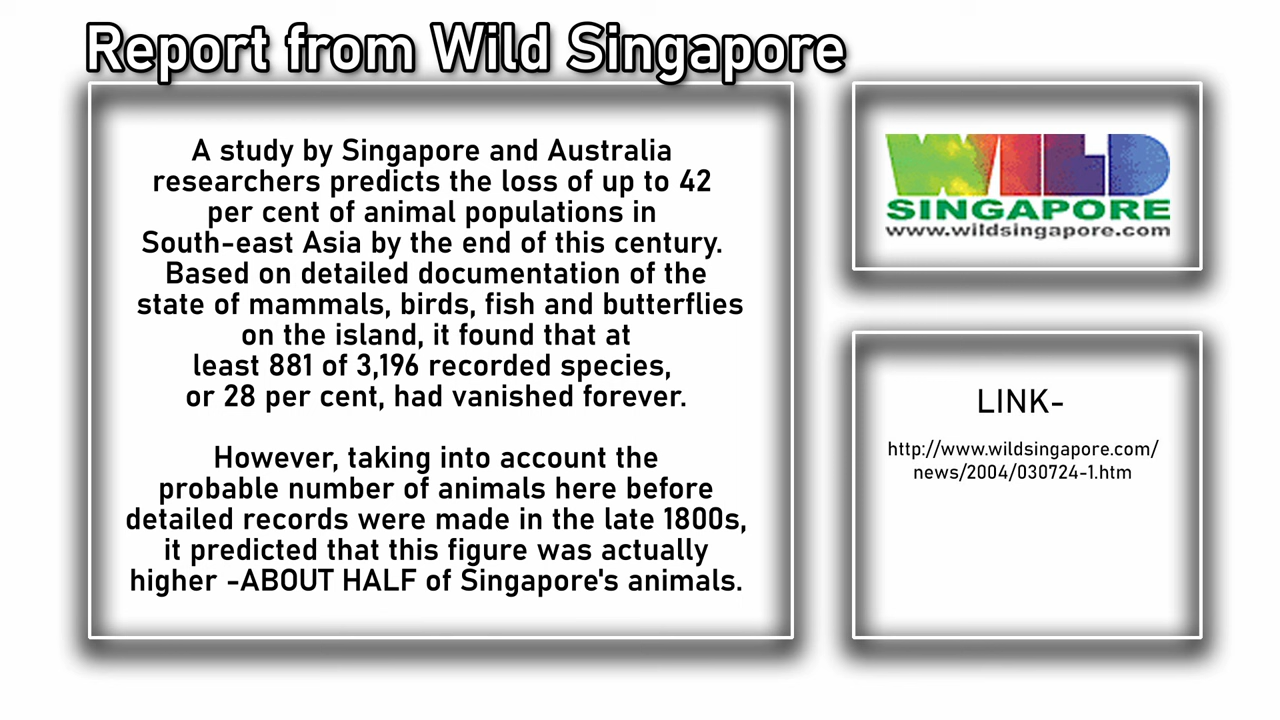 Report from Wild Singapore
A study by Singapore and Australia
researchers predicts the loss of up to 42
per cent of animal populations in
South-east Asia by the end of this century.
Based on detailed documentation of the
state of mammals, birds, fish and butterflies
on the island, it found that at
least 881 of 3,196 recorded species,
or 28 per cent, had vanished forever.
However, taking into account the
probable number of animals here before
detailed records were made in the late 1800s,
it predicted that this figure was actually
higher -ABOUT HALF of Singapore's animals.
WILD
SINGAPORE
www.wildsingapore.com
LINK-
http://www.wildsingapore.com/
news/2004/030724-1.htm